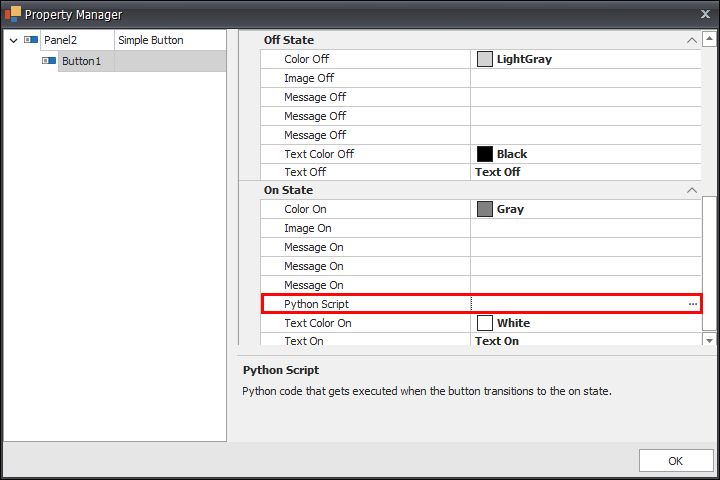 Property Manager
Panel2 Simple Button
Button1
Off State
Color Off LightGray
Image Off
Message Off
Message Off
Message Off
Text Color Off Black
Text Off Text Off
On State
Color On Gray
Image On
Message On
Message On
Message On
Python Script ...
Text Color On White
Text On Text On
Python Script
Python code that gets executed when the button transitions to the on state.
OK